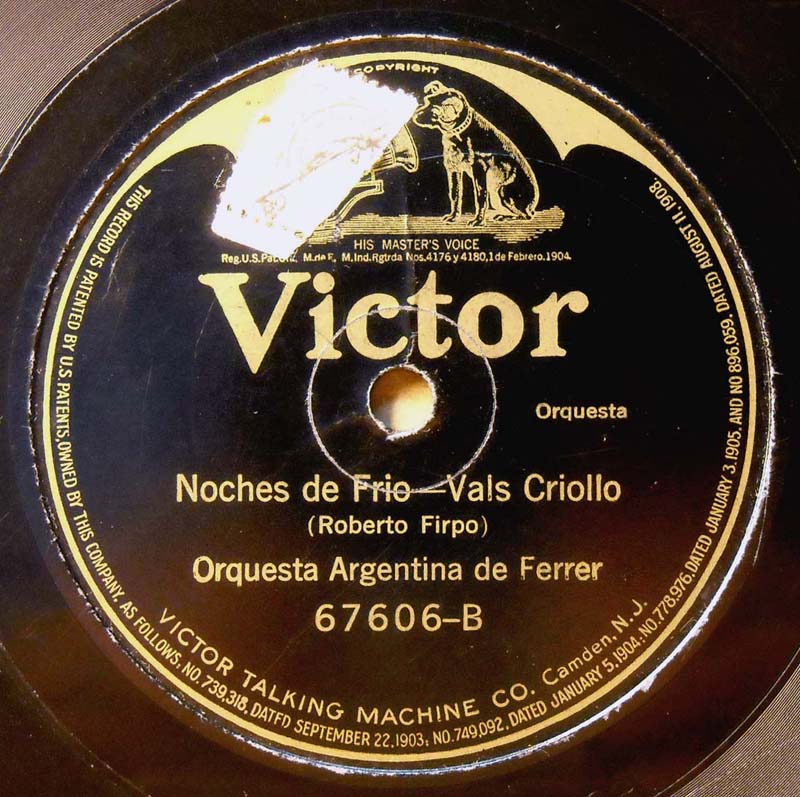 COPYRIGHT
HIS MASTER'S VOICE
Reg.U.S.Pat. M.de F, M.Ind.Rgtrda Nos.4176 y 4180,1 de Febrero.1904
Victor
Orquesta
Noches de Frio—Vals Criollo
(Roberto Firpo)
Orquesta Argentina de Ferrer
67606-B
VICTOR TALKING MACHINE CO. Camden, N. J.
THIS RECORD IS PATENTED BY U.S. PATENTS, OWNED BY THIS COMPANY, AS FOLLOWS: NO. 739,318, DATED SEPTEMBER 22, 1903; NO. 749,092, DATED JANUARY 5, 1904; NO. 778,976, DATED JANUARY 3, 1905, AND NO 896,059, DATED AUGUST 11, 1908.